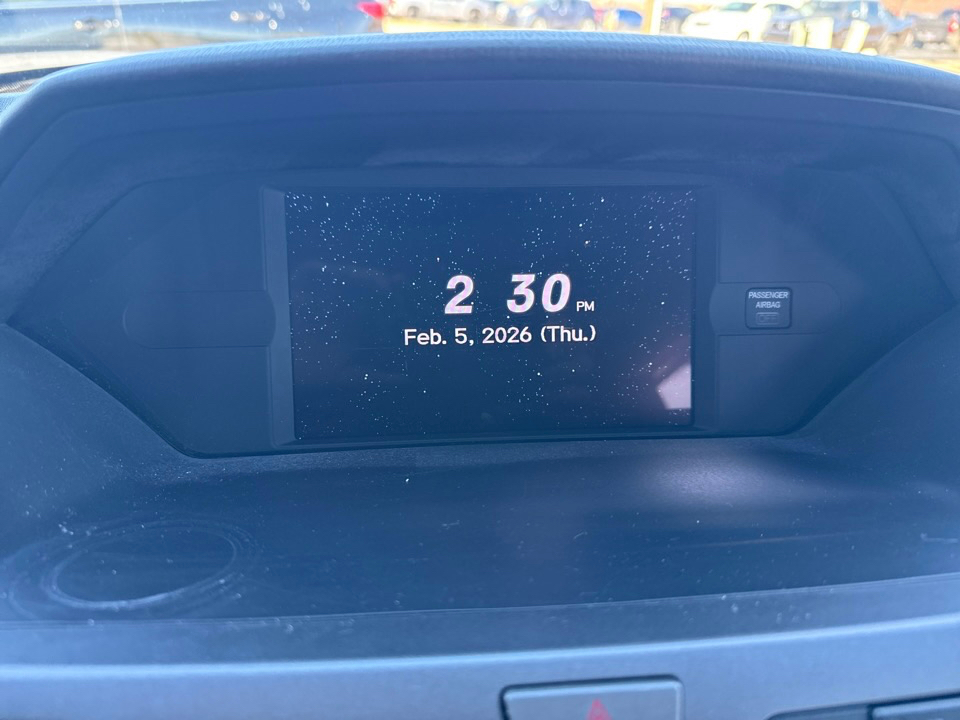 2 30 PM
Feb. 5, 2026 (Thu.)
PASSENGER
AIRBAG